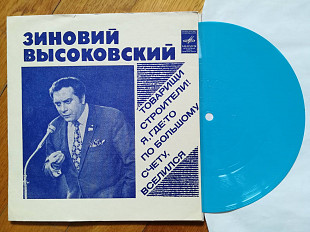 ЗИНОВИЙ
ВЫСОКОВСКИЙ
ТОВАРИЩИ
СТРОИТЕЛИ!
Я, ГДЕ-ТО
ПО БОЛЬШОМУ
СЧЕТУ,
ВСЕЛИЛСЯ